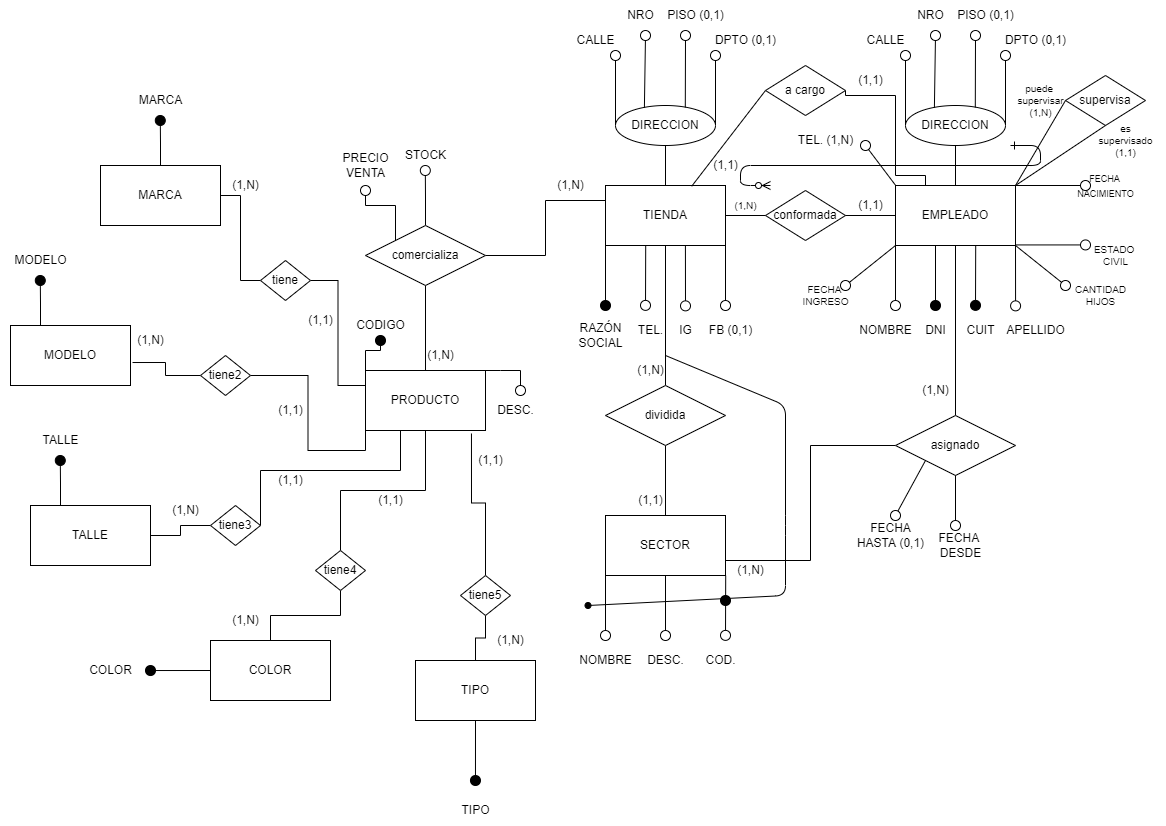 NRO
PISO (0,1)
NRO
PISO (0,1)
CALLE
DPTO (0,1)
CALLE
DPTO (0,1)
a cargo
(1,1)
puede
supervisar
(1,N)
supervisa
MARCA
DIRECCION
DIRECCION
es
supervisado
(1,1)
TEL. (1,N)
PRECIO
VENTA
STOCK
(1,1)
FECHA
NACIMIENTO
(1,N)
MARCA
(1,N)
TIENDA
(1,N)
conformada
(1,1)
EMPLEADO
comercializa
ESTADO
CIVIL
MODELO
tiene
FECHA
INGRESO
CANTIDAD
HIJOS
(1,1)
CODIGO
RAZÓN
SOCIAL
TEL.
IG
FB (0,1)
NOMBRE
DNI
CUIT
APELLIDO
MODELO
(1,N)
(1,N)
tiene2
(1,N)
(1,1)
PRODUCTO
DESC.
(1,N)
dividida
TALLE
asignado
(1,1)
(1,1)
(1,1)
(1,1)
(1,N)
tiene3
TALLE
FECHA
HASTA (0,1)
FECHA
DESDE
SECTOR
(1,N)
tiene4
tiene5
(1,N)
(1,N)
NOMBRE
DESC.
COD.
COLOR
COLOR
TIPO
TIPO